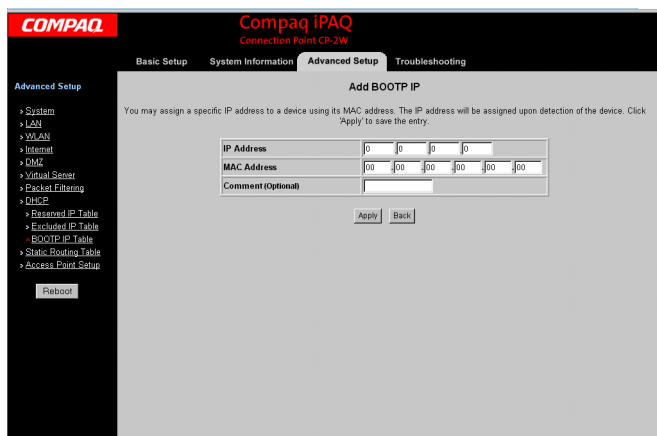 COMPAQ
Compaq iPAQ
Connection Point CP-2W
Basic Setup System Information Advanced Setup Troubleshooting
Advanced Setup
System
LAN
WLAN
Internet
DMZ
Virtual Server
Packet Filtering
DHCP
Reserved IP Table
Excluded IP Table
BOOTP IP Table
Static Routing Table
Access Point Setup
Reboot
Add BOOTP IP
You may assign a specific IP address to a device using its MAC address. The IP address will be assigned upon detection of the device. Click
'Apply' to save the entry.
IP Address 0 .0 .0 .0
MAC Address 00 .00 .00 .00 .00 .00
Comment (Optional)
Apply Back